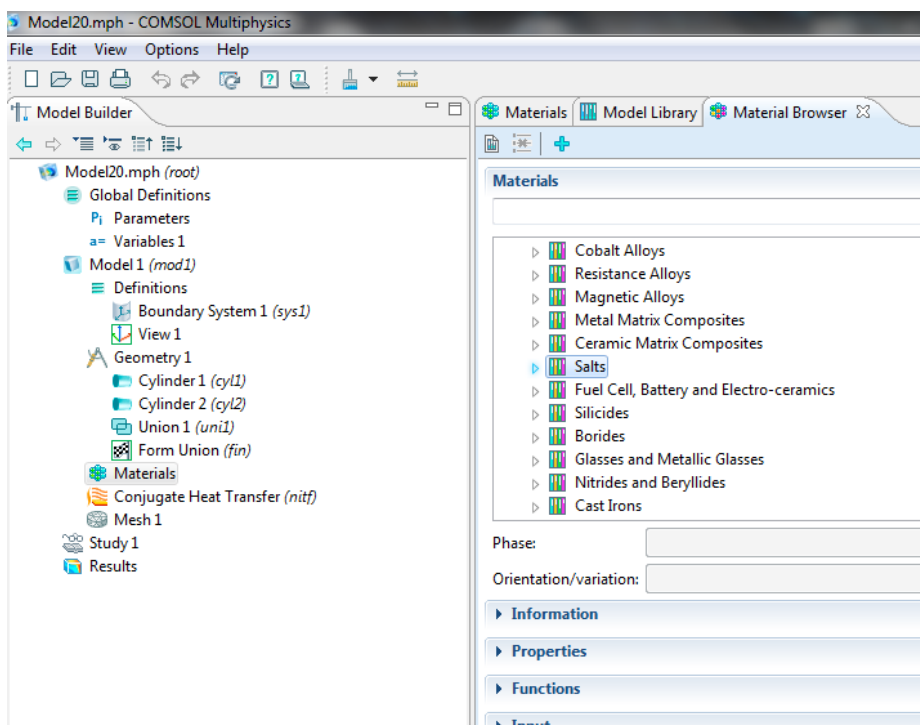 Model20.mph - COMSOL Multiphysics
File Edit View Options Help
Model Builder
Model20.mph (root)
Global Definitions
Pi Parameters
a= Variables 1
Model 1 (mod1)
Definitions
Boundary System 1 (sys1)
View 1
Geometry 1
Cylinder 1 (cyl1)
Cylinder 2 (cyl2)
Union 1 (uni1)
Form Union (fin)
Materials
Conjugate Heat Transfer (nitf)
Mesh 1
Study 1
Results
Materials Model Library Material Browser
Materials
Cobalt Alloys
Resistance Alloys
Magnetic Alloys
Metal Matrix Composites
Ceramic Matrix Composites
Salts
Fuel Cell, Battery and Electro-ceramics
Silicides
Borides
Glasses and Metallic Glasses
Nitrides and Beryllides
Cast Irons
Phase:
Orientation/variation:
Information
Properties
Functions
Input